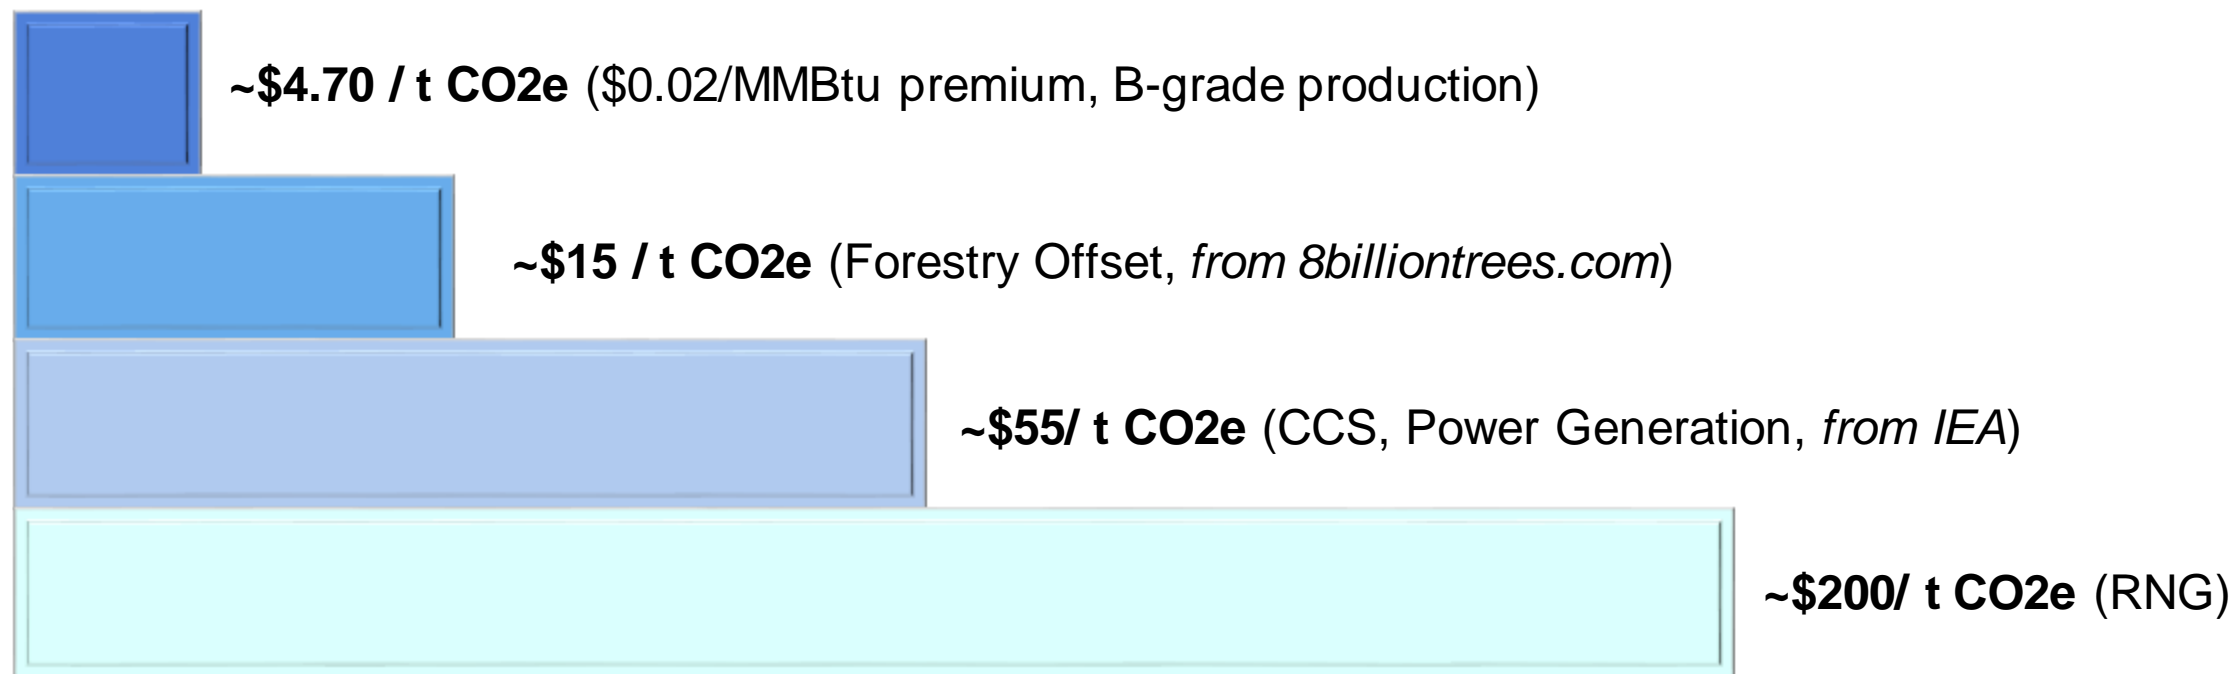 ~$4.70 / t CO2e ($0.02/MMBtu premium, B-grade production)
~$15 / t CO2e (Forestry Offset, from 8billiontrees.com)
~$55/ t CO2e (CCS, Power Generation, from IEA)
~$200/ t CO2e (RNG)